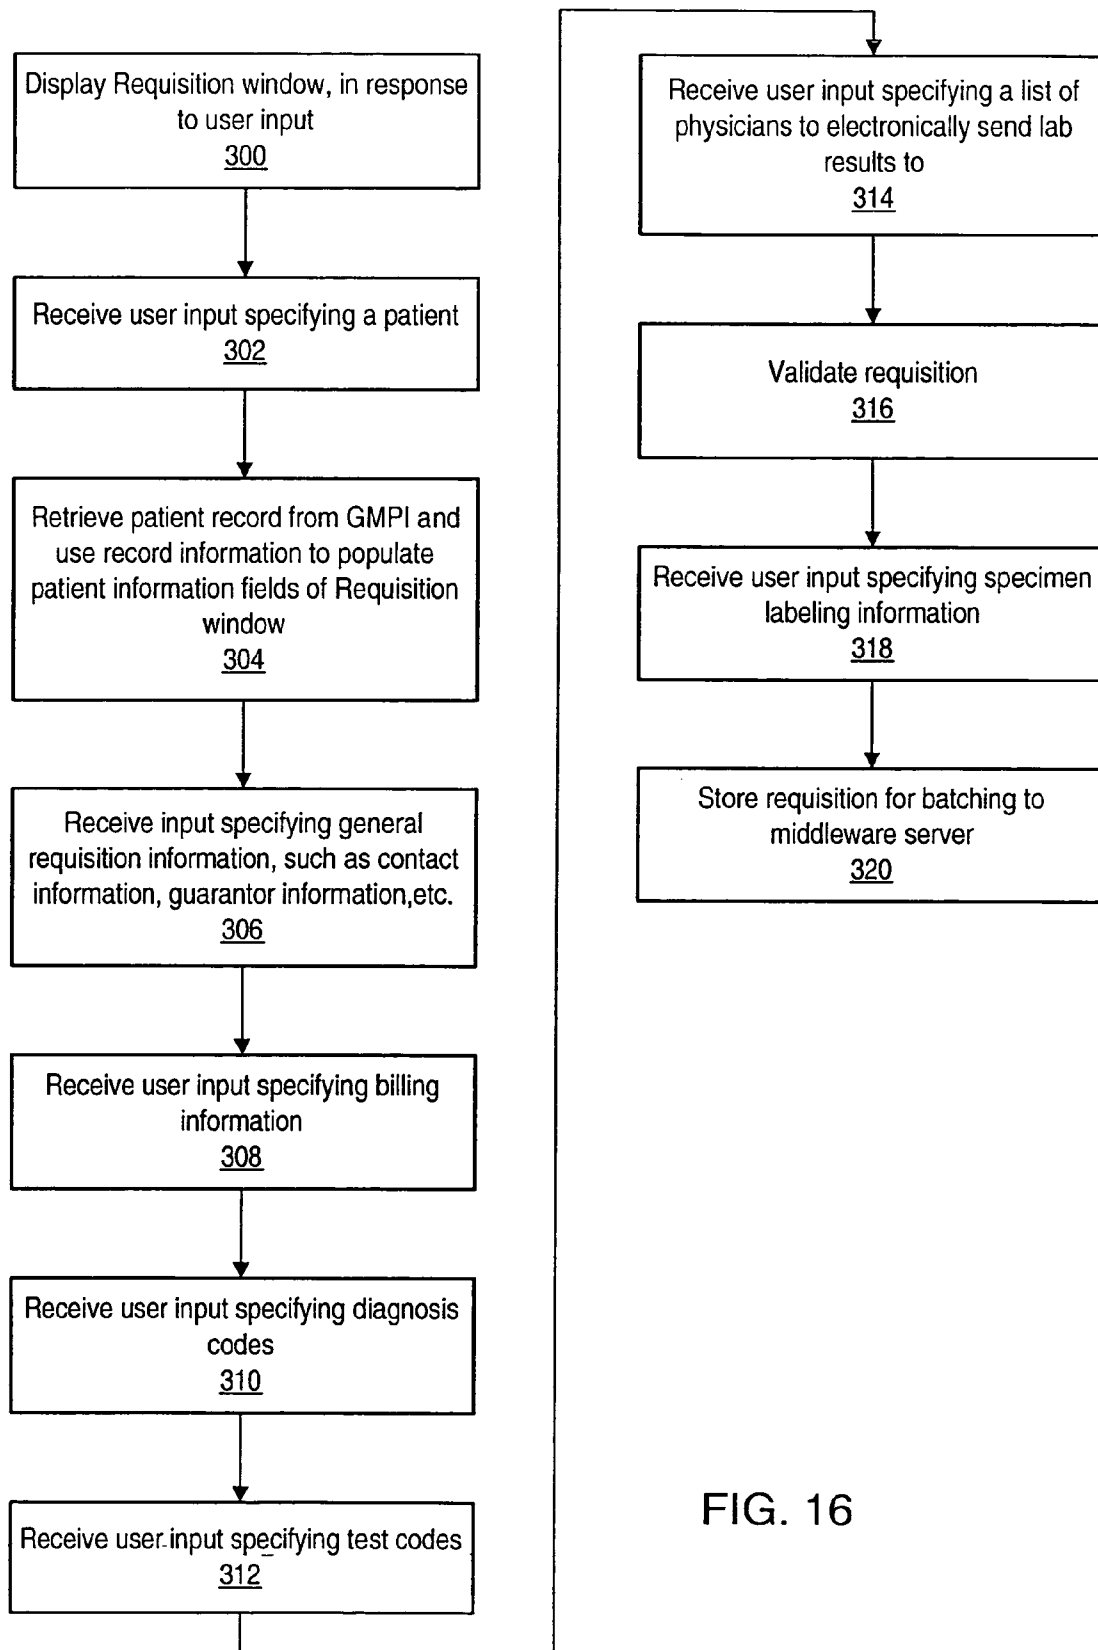 Display Requisition window, in response
to user input
300
Receive user input specifying a patient
302
Retrieve patient record from GMPI and
use record information to populate
patient information fields of Requisition
window
304
Receive input specifying general
requisition information, such as contact
information, guarantor information,etc.
306
Receive user input specifying billing
information
308
Receive user input specifying diagnosis
codes
310
Receive user input specifying test codes
312
Receive user input specifying a list of
physicians to electronically send lab
results to
314
Validate requisition
316
Receive user input specifying specimen
labeling information
318
Store requisition for batching to
middleware server
320
FIG. 16